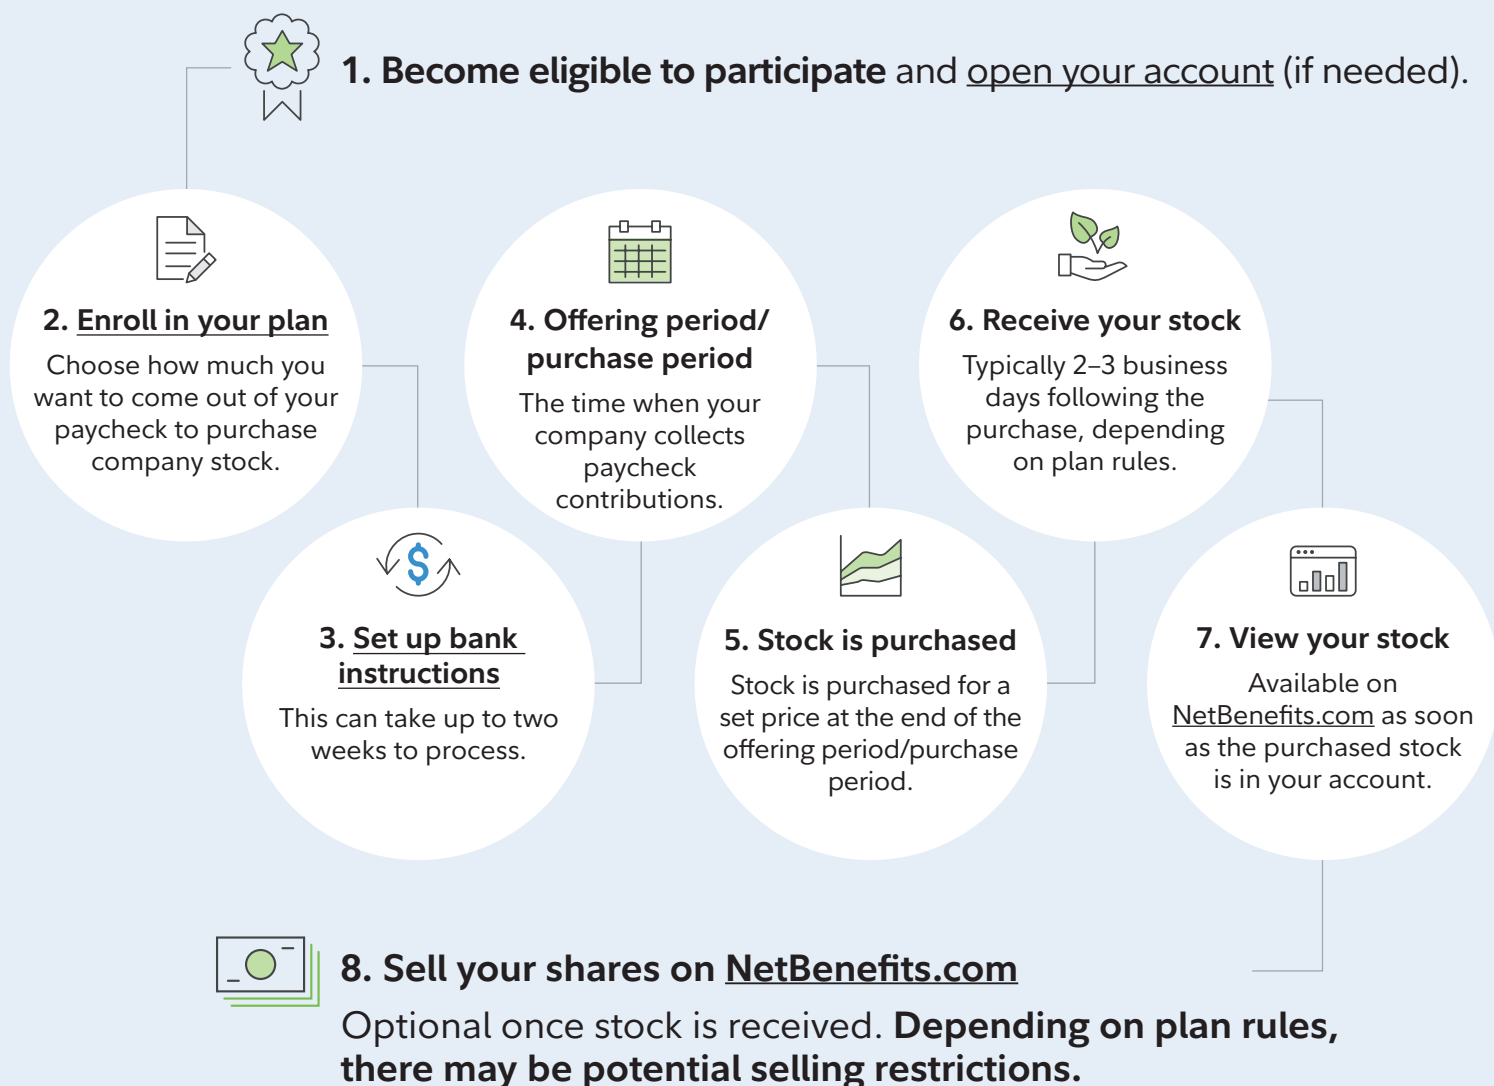 1. Become eligible to participate and open your account (if needed).
2. Enroll in your plan
Choose how much you
want to come out of your
paycheck to purchase
company stock.
3. Set up bank
instructions
This can take up to two
weeks to process.
4. Offering period/
purchase period
The time when your
company collects
paycheck
contributions.
5. Stock is purchased
Stock is purchased for a
set price at the end of the
offering period/purchase
period.
6. Receive your stock
Typically 2–3 business
days following the
purchase, depending
on plan rules.
7. View your stock
Available on
NetBenefits.com as soon
as the purchased stock
is in your account.
8. Sell your shares on NetBenefits.com
Optional once stock is received. Depending on plan rules,
there may be potential selling restrictions.